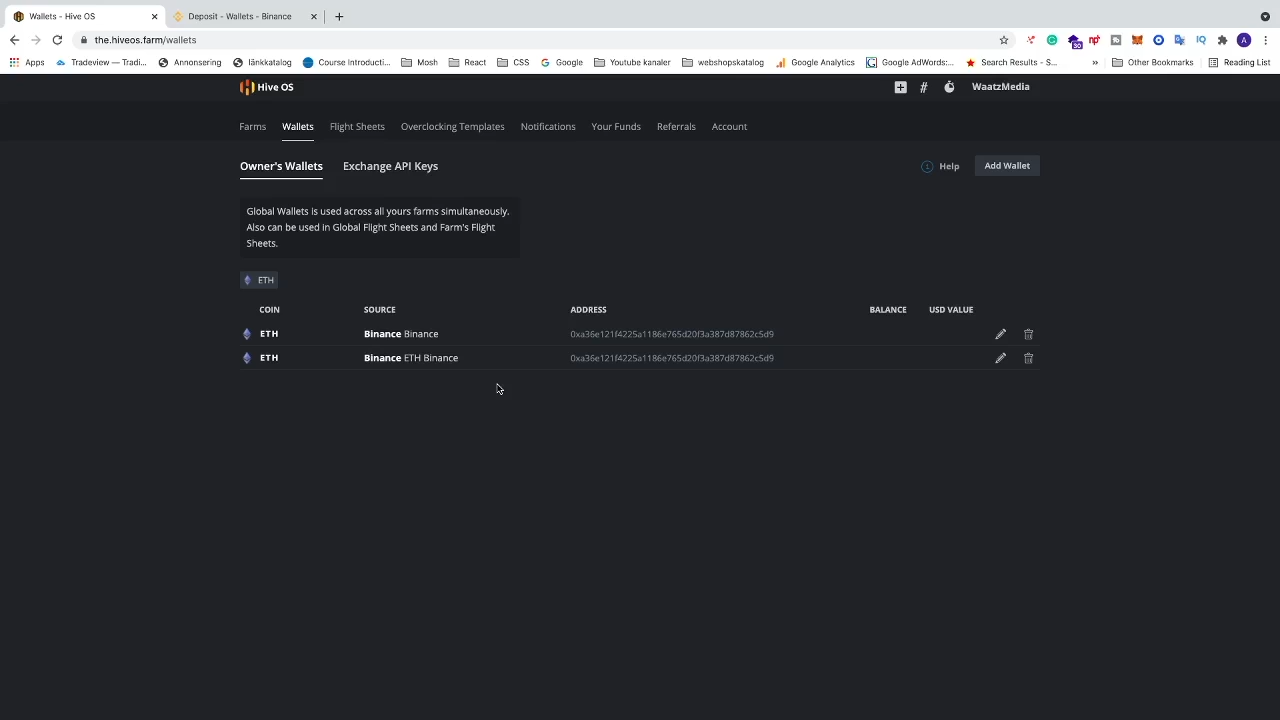 Wallets - Hive OS
Deposit - Wallets - Binance
the.hiveos.farm/wallets
Apps Tradeview — Tradi... Annonsering länkkatalog Course Introducti... Mosh React CSS Google Youtube kanaler webshopskatalog Google Analytics Google AdWords:... Search Results - S... » Other Bookmarks Reading List
Hive OS
WaatzMedia
Farms Wallets Flight Sheets Overclocking Templates Notifications Your Funds Referrals Account
Owner's Wallets Exchange API Keys Help Add Wallet
Global Wallets is used across all yours farms simultaneously.
Also can be used in Global Flight Sheets and Farm's Flight
Sheets.
ETH
COIN SOURCE ADDRESS BALANCE USD VALUE
ETH Binance Binance 0xa36e121f4225a1186e765d20f3a387d87862c5d9
ETH Binance ETH Binance 0xa36e121f4225a1186e765d20f3a387d87862c5d9